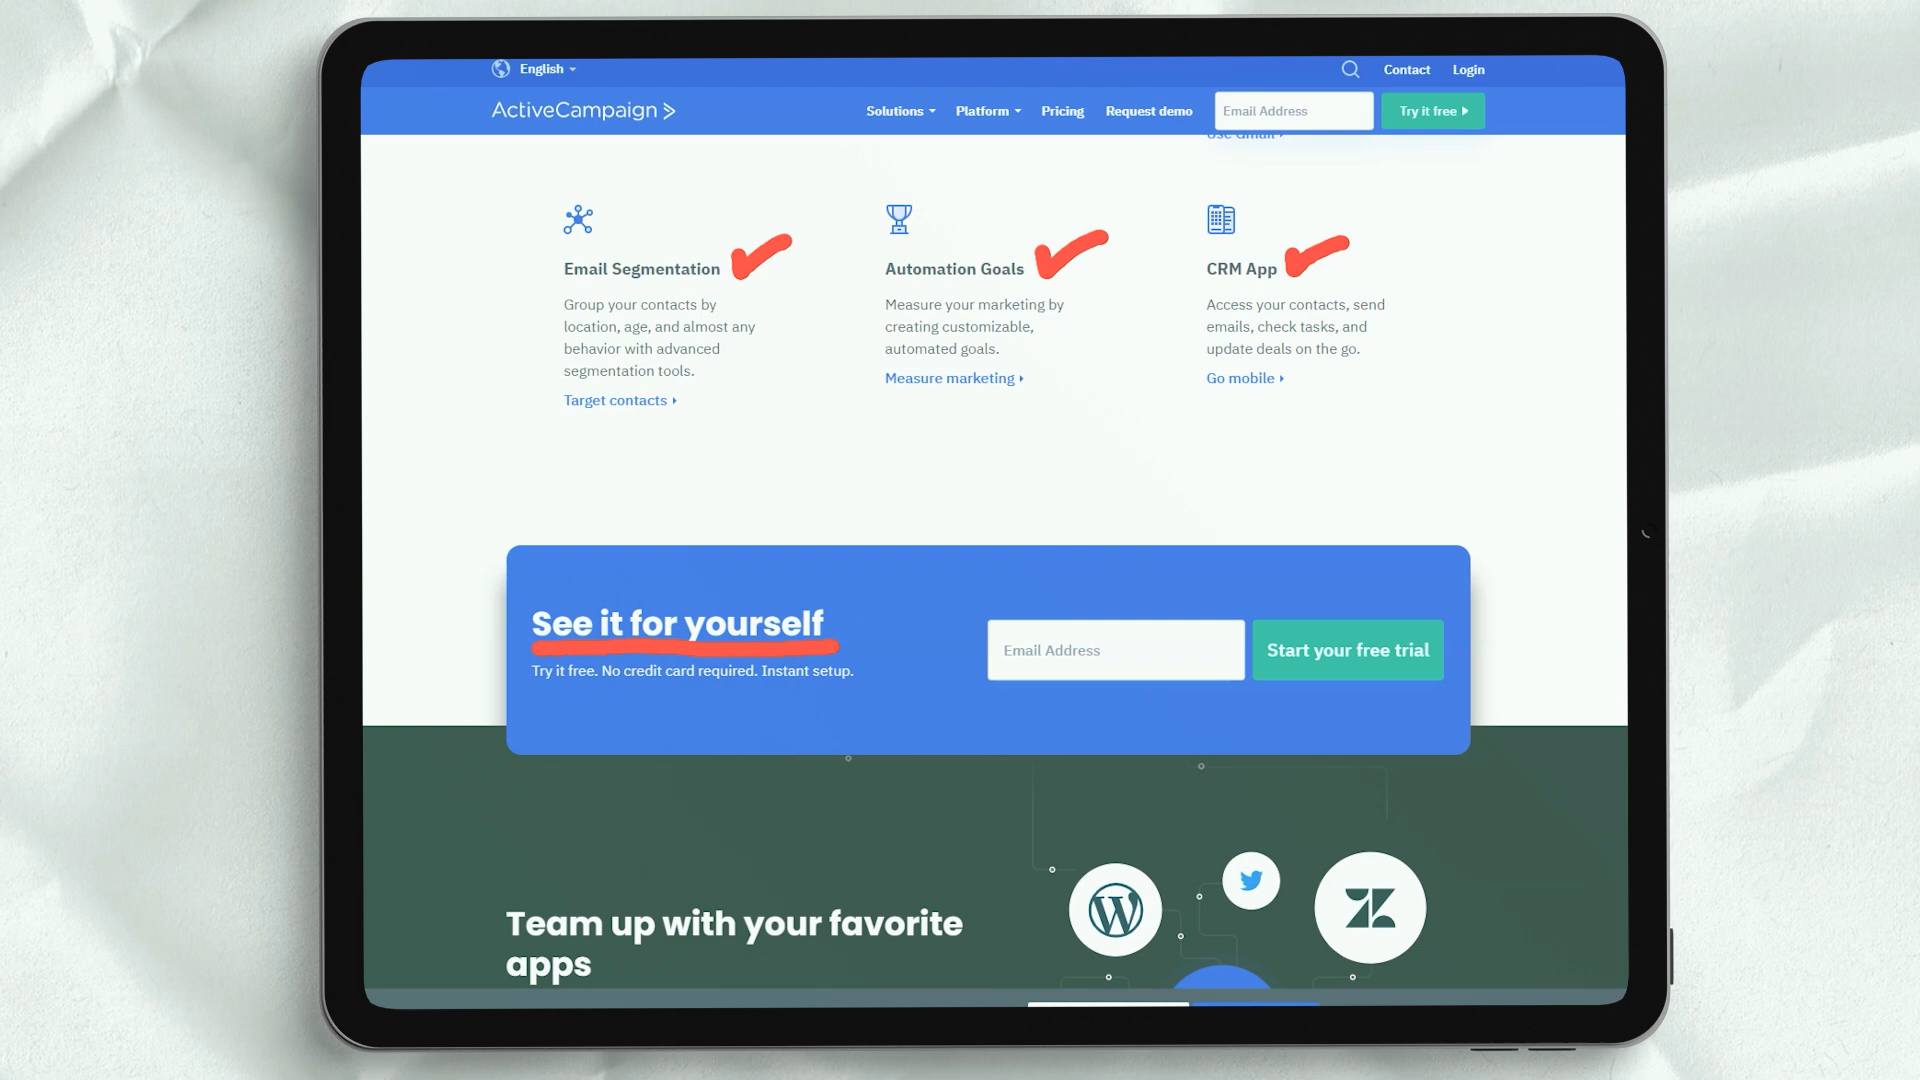 English
Contact
Login
ActiveCampaign
Solutions
Platform
Pricing
Request demo
Email Address
Try it free
Use Gmail
Email Segmentation
Group your contacts by
location, age, and almost any
behavior with advanced
segmentation tools.
Target contacts
Automation Goals
Measure your marketing by
creating customizable,
automated goals.
Measure marketing
CRM App
Access your contacts, send
emails, check tasks, and
update deals on the go.
Go mobile
See it for yourself
Try it free. No credit card required. Instant setup.
Email Address
Start your free trial
Team up with your favorite
apps